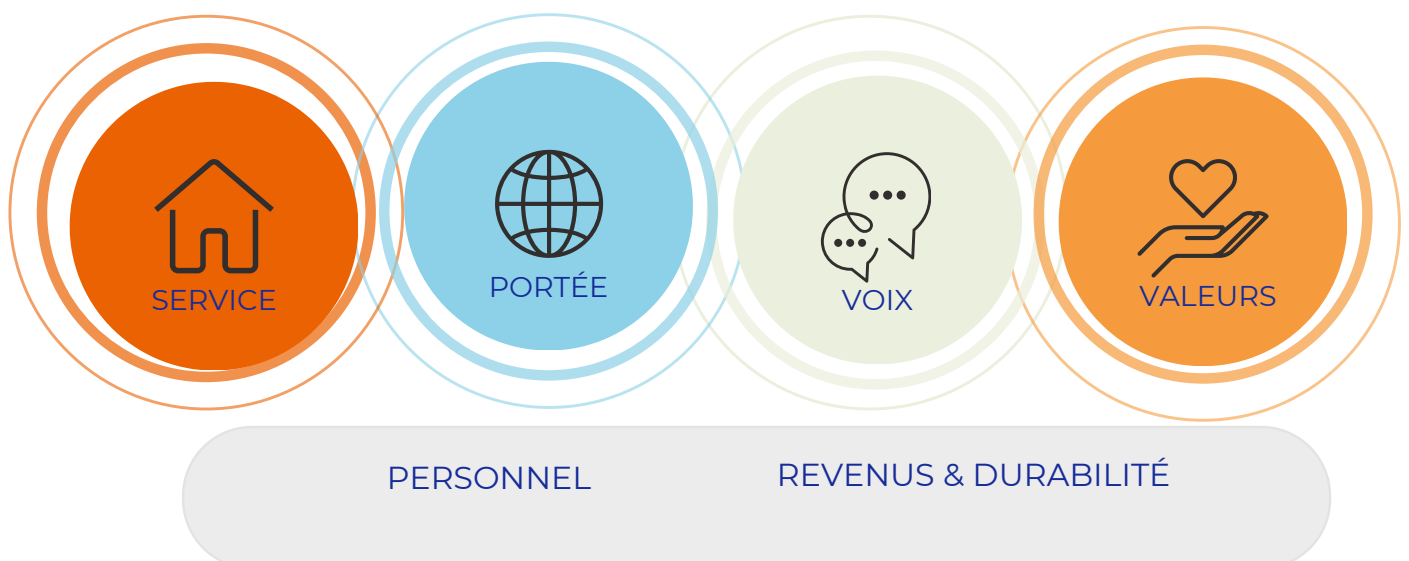 SERVICE
PORTÉE
VOIX
VALEURS
PERSONNEL
REVENUS & DURABILITÉ